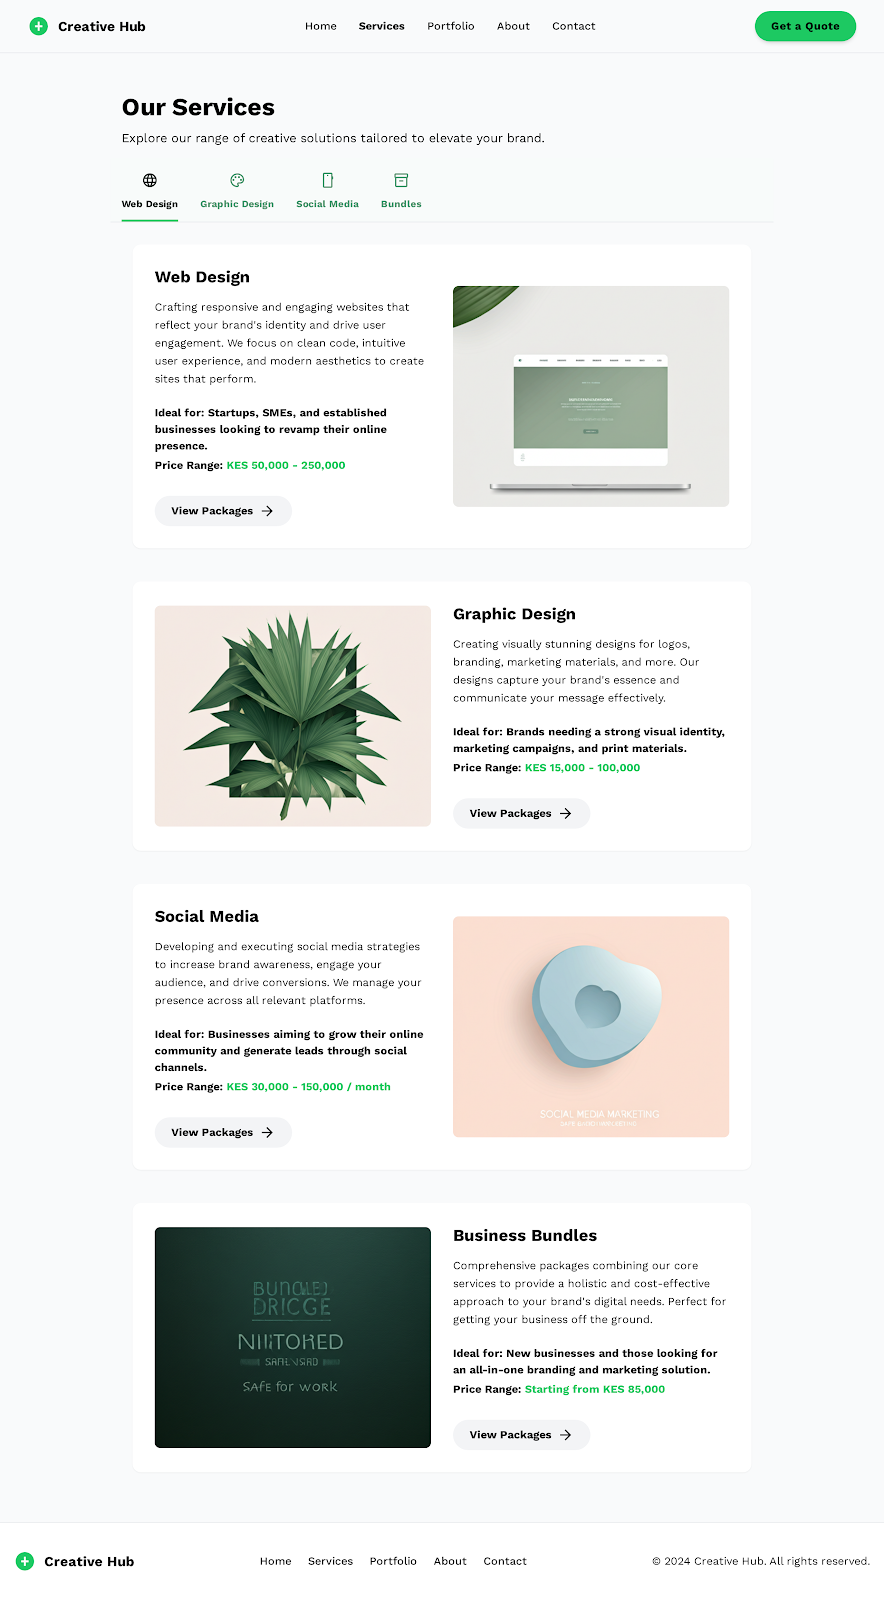 Creative Hub
Home Services Portfolio About Contact
Get a Quote
Our Services
Explore our range of creative solutions tailored to elevate your brand.
Web Design Graphic Design Social Media Bundles
Web Design
Crafting responsive and engaging websites that
reflect your brand's identity and drive user
engagement. We focus on clean code, intuitive
user experience, and modern aesthetics to create
sites that perform.
Ideal for: Startups, SMEs, and established
businesses looking to revamp their online
presence.
Price Range: KES 50,000 - 250,000
View Packages
Graphic Design
Creating visually stunning designs for logos,
branding, marketing materials, and more. Our
designs capture your brand's essence and
communicate your message effectively.
Ideal for: Brands needing a strong visual identity,
marketing campaigns, and print materials.
Price Range: KES 15,000 - 100,000
View Packages
Social Media
Developing and executing social media strategies
to increase brand awareness, engage your
audience, and drive conversions. We manage your
presence across all relevant platforms.
Ideal for: Businesses aiming to grow their online
community and generate leads through social
channels.
Price Range: KES 30,000 - 150,000 / month
View Packages
SOCIAL MEDIA MARKETING
DRICGE
SAFE for WORK
Business Bundles
Comprehensive packages combining our core
services to provide a holistic and cost-effective
approach to your brand's digital needs. Perfect for
getting your business off the ground.
Ideal for: New businesses and those looking for
an all-in-one branding and marketing solution.
Price Range: Starting from KES 85,000
View Packages
Creative Hub
Home Services Portfolio About Contact
© 2024 Creative Hub. All rights reserved.